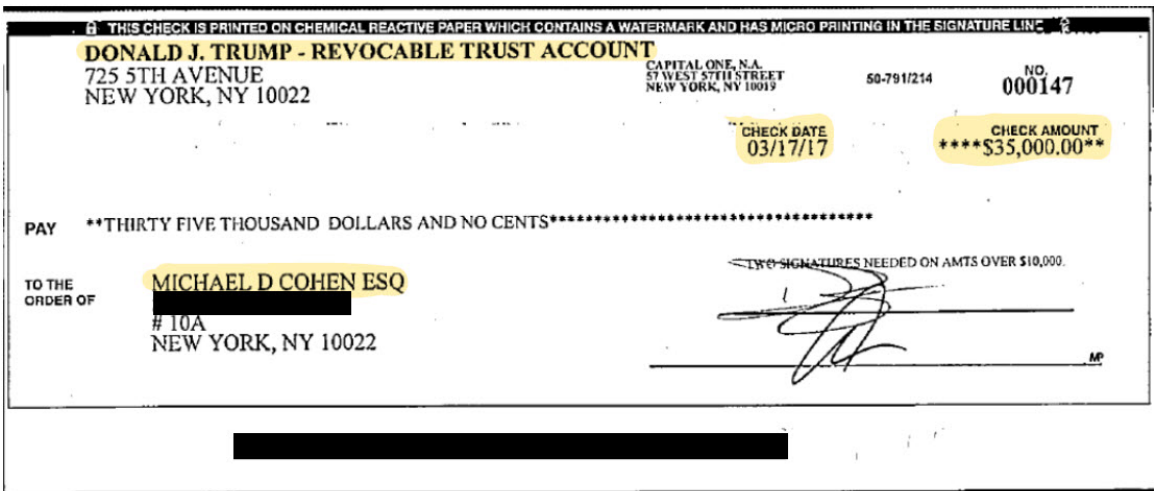 THIS CHECK IS PRINTED ON CHEMICAL REACTIVE PAPER WHICH CONTAINS A WATERMARK AND HAS MICRO PRINTING IN THE SIGNATURE LINE
DONALD J. TRUMP - REVOCABLE TRUST ACCOUNT
725 5TH AVENUE
NEW YORK, NY 10022
CAPITAL ONE, N.A.
57 WEST 57TH STREET
NEW YORK, NY 10019
50-791/214
NO.
000147
CHECK DATE
03/17/17
CHECK AMOUNT
****$35,000.00**
PAY **THIRTY FIVE THOUSAND DOLLARS AND NO CENTS*************************************
TWO SIGNATURES NEEDED ON AMTS OVER $10,000.
TO THE
ORDER OF
MICHAEL D COHEN ESQ
# 10A
NEW YORK, NY 10022
MP